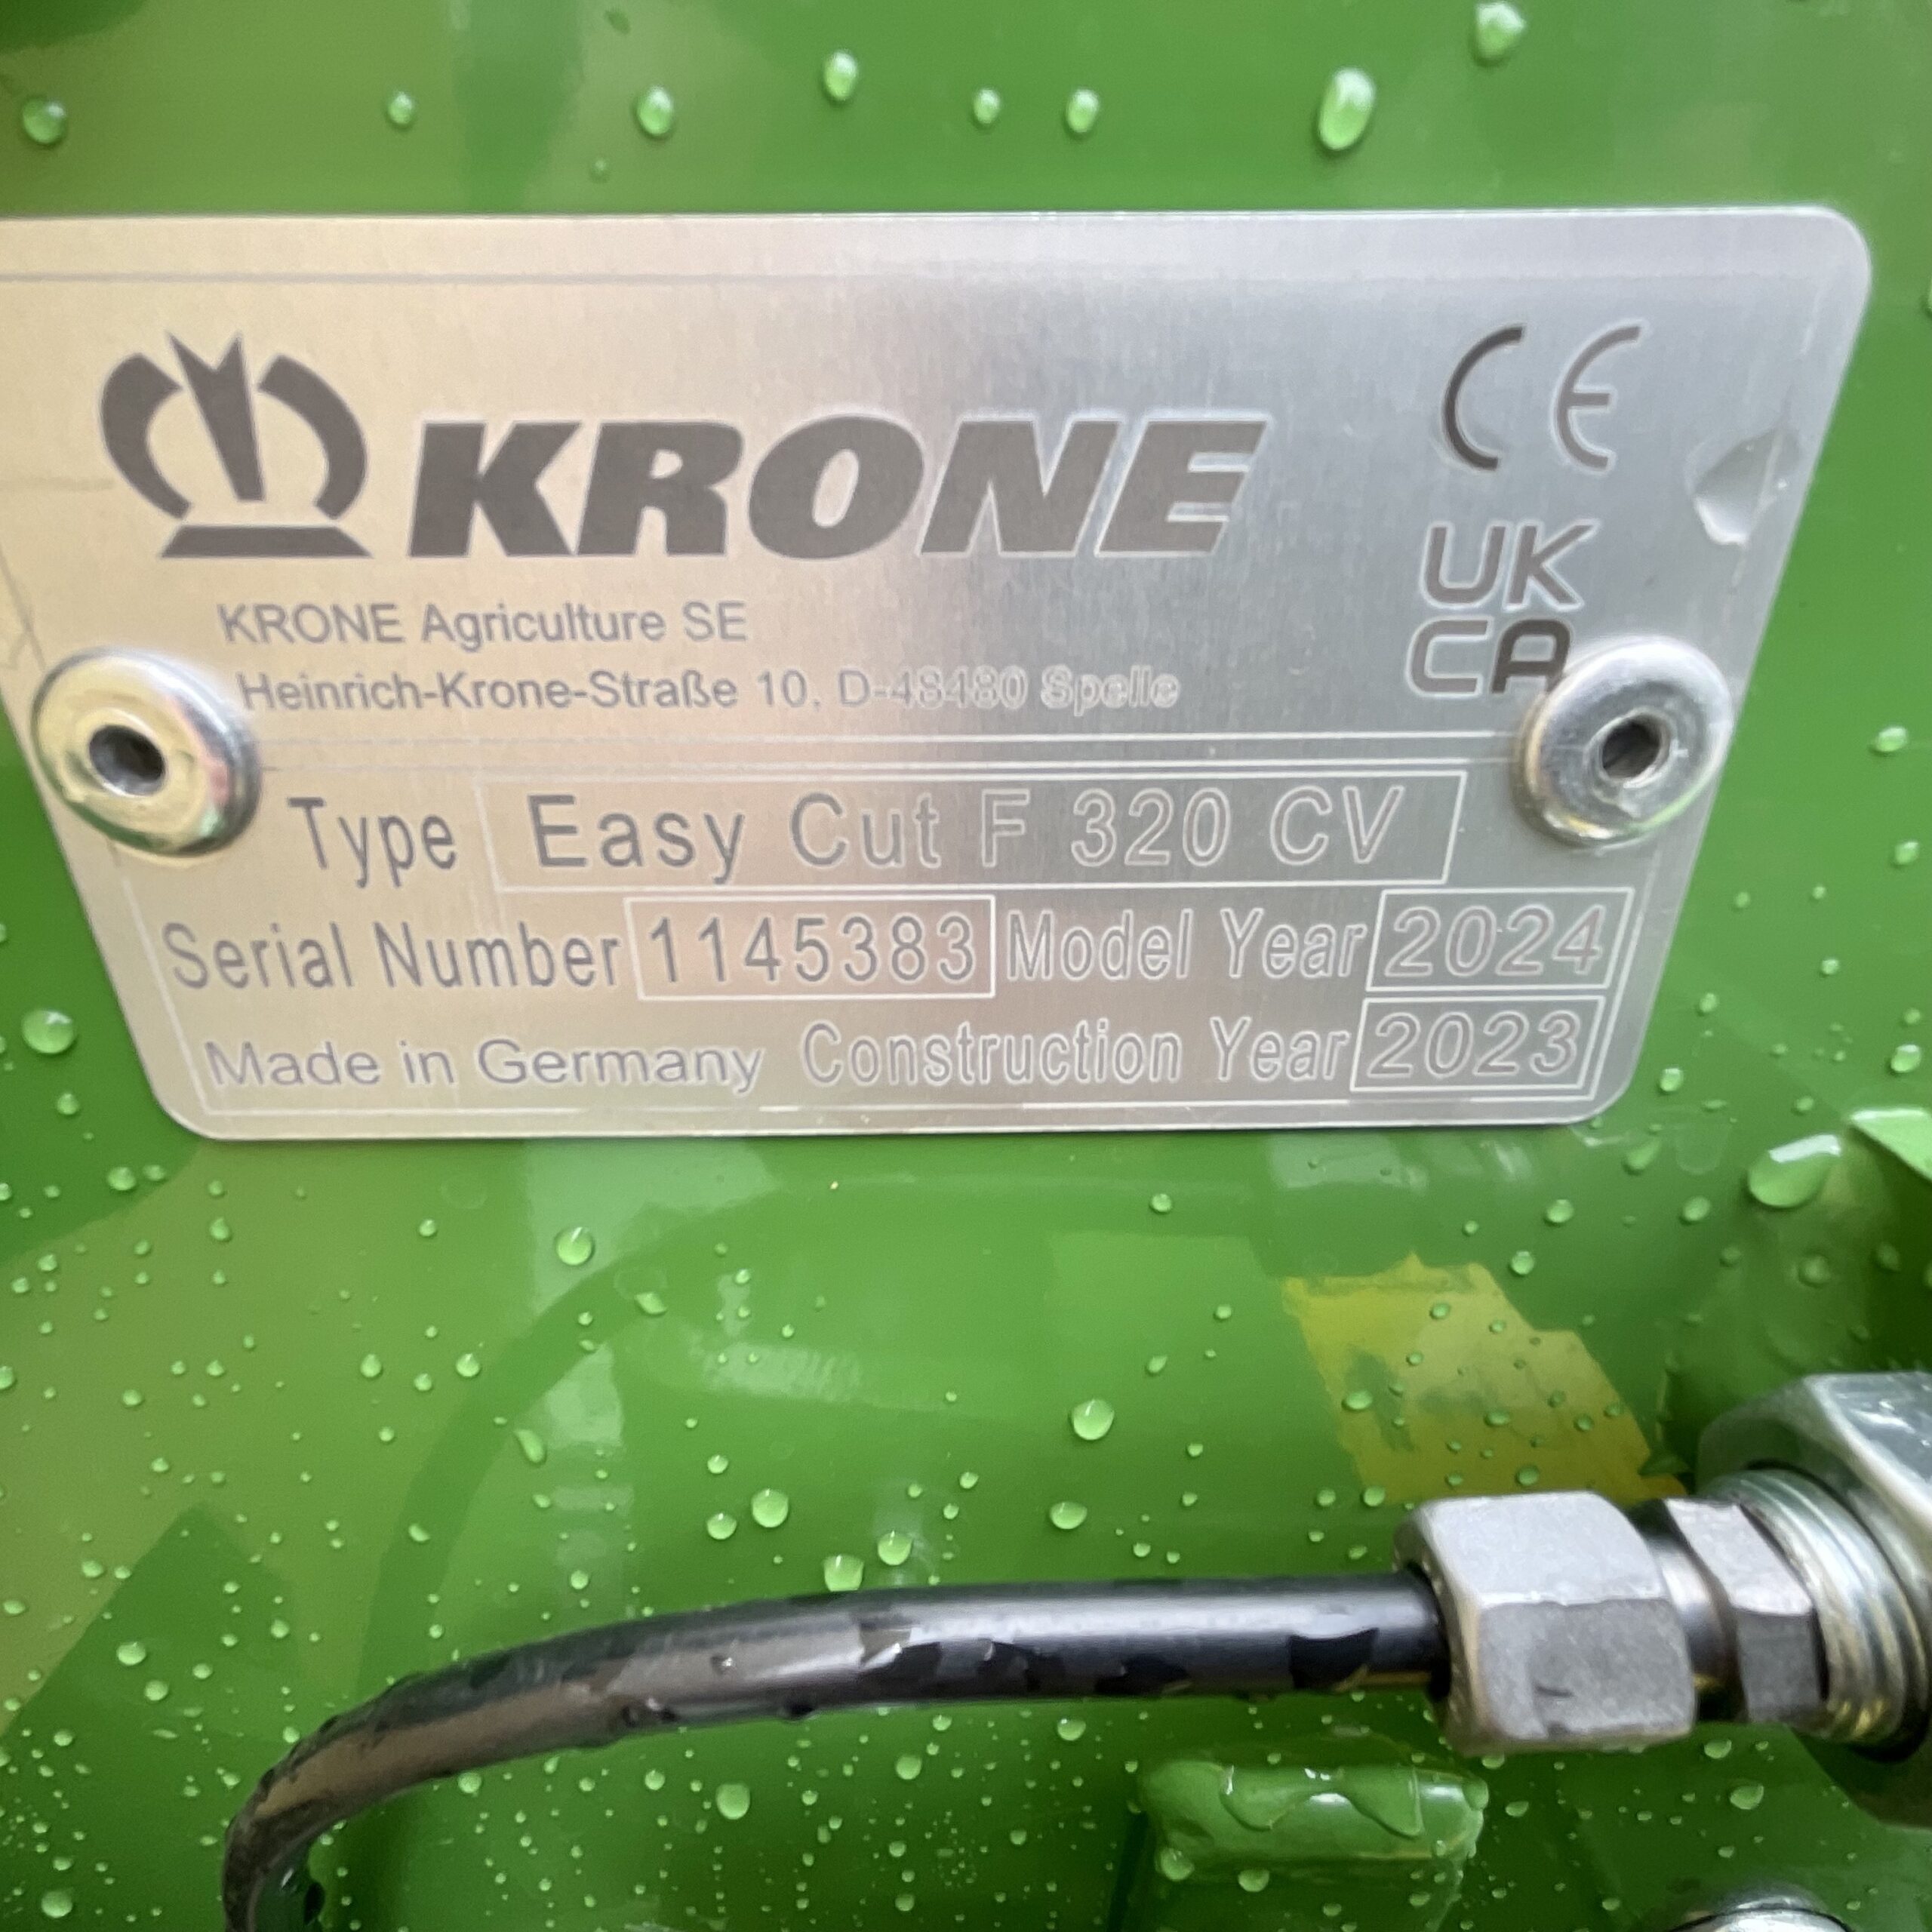 KRONE
CE
UK
CA
KRONE Agriculture SE
Heinrich-Krone-Straße 10. D-48480 Spelle
Type Easy Cut F 320 CV
Serial Number 1145383 Model Year 2024
Made in Germany Construction Year 2023